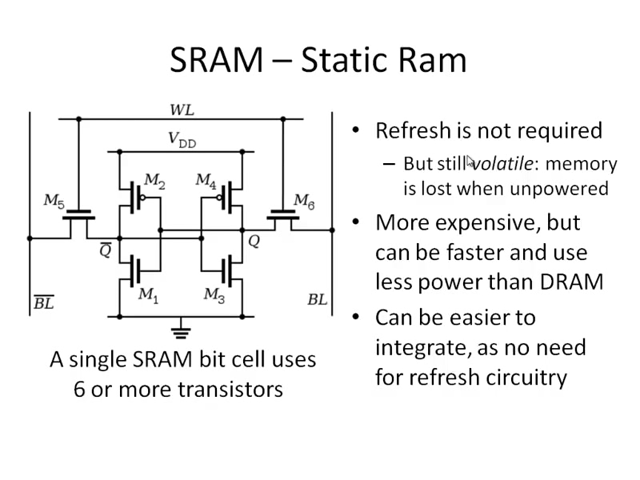 SRAM – Static Ram
WL
V_DD
M₂
M₄
M₅
M₆
Q̅
Q
M₁
M₃
B̅L̅
BL
A single SRAM bit cell uses
6 or more transistors
• Refresh is not required
– But still volatile: memory
is lost when unpowered
• More expensive, but
can be faster and use
less power than DRAM
• Can be easier to
integrate, as no need
for refresh circuitry